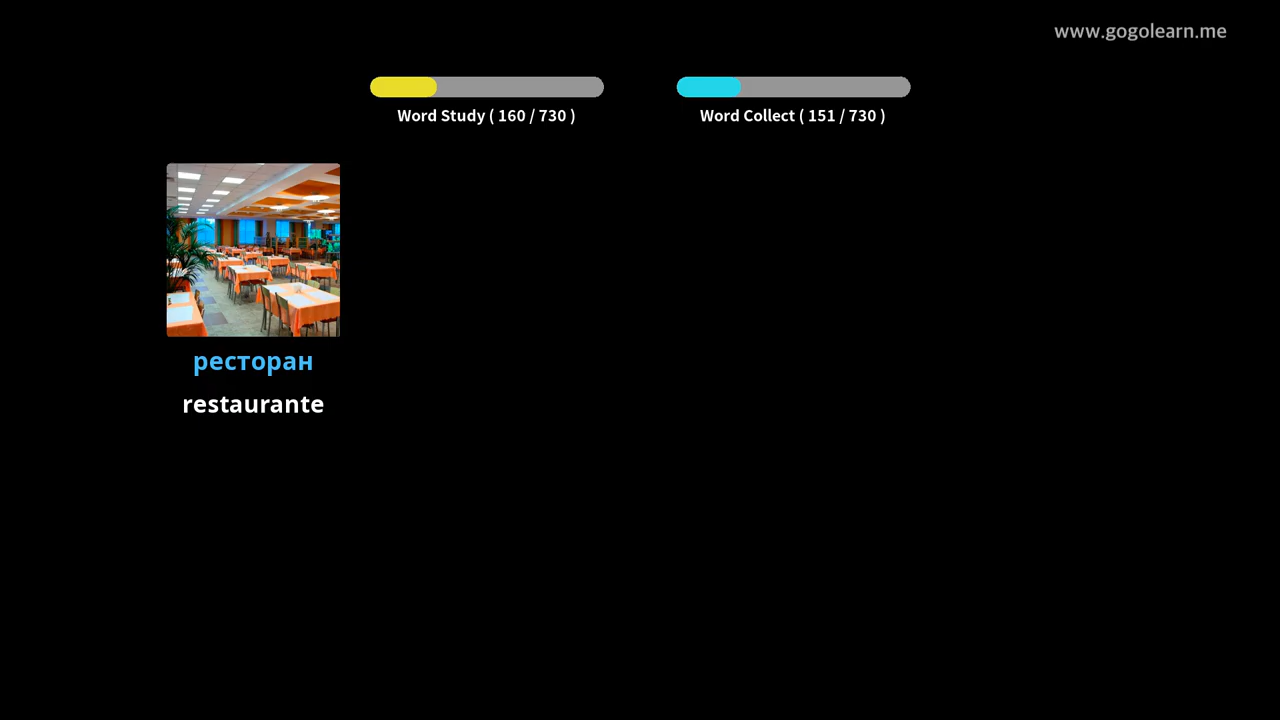 www.gogolearn.me
Word Study ( 160 / 730 )
Word Collect ( 151 / 730 )
ресторан
restaurante